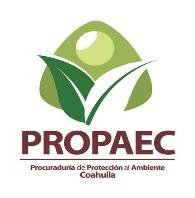 PROPAEC
Procuraduría de Protección al Ambiente
Coahuila